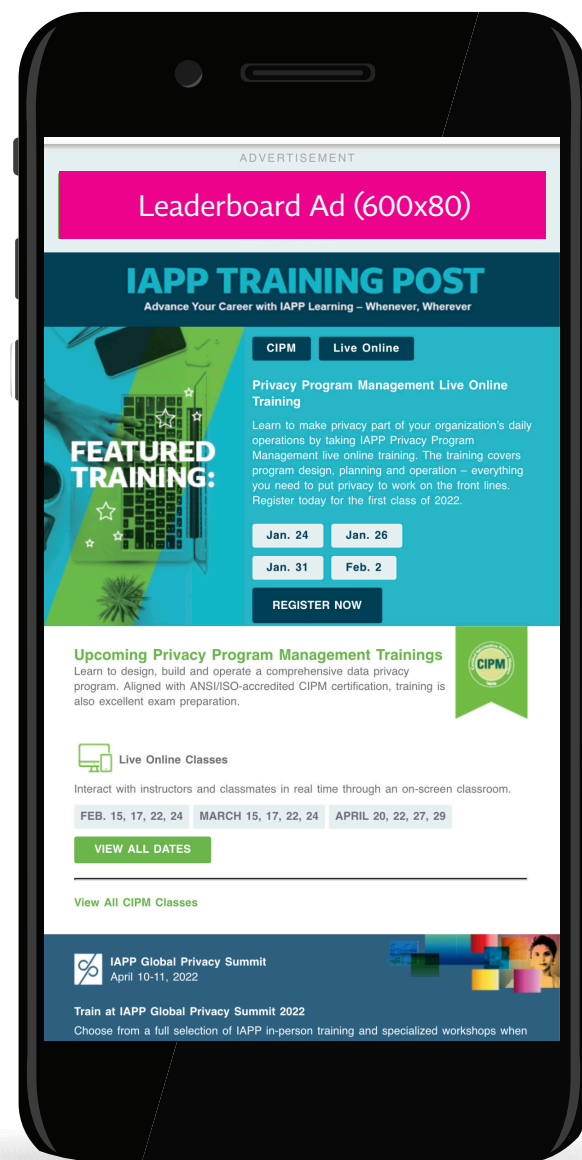 ADVERTISEMENT
Leaderboard Ad (600x80)
IAPP TRAINING POST
Advance Your Career with IAPP Learning – Whenever, Wherever
FEATURED
TRAINING:
CIPM
Live Online
Privacy Program Management Live Online
Training
Learn to make privacy part of your organization's daily
operations by taking IAPP Privacy Program
Management live online training. The training covers
program design, planning and operation – everything
you need to put privacy to work on the front lines.
Register today for the first class of 2022.
Jan. 24
Jan. 26
Jan. 31
Feb. 2
REGISTER NOW
Upcoming Privacy Program Management Trainings
Learn to design, build and operate a comprehensive data privacy
program. Aligned with ANSI/ISO-accredited CIPM certification, training is
also excellent exam preparation.
CIPM
Live Online Classes
Interact with instructors and classmates in real time through an on-screen classroom.
FEB. 15, 17, 22, 24
MARCH 15, 17, 22, 24
APRIL 20, 22, 27, 29
VIEW ALL DATES
View All CIPM Classes
IAPP Global Privacy Summit
April 10-11, 2022
Train at IAPP Global Privacy Summit 2022
Choose from a full selection of IAPP in-person training and specialized workshops when